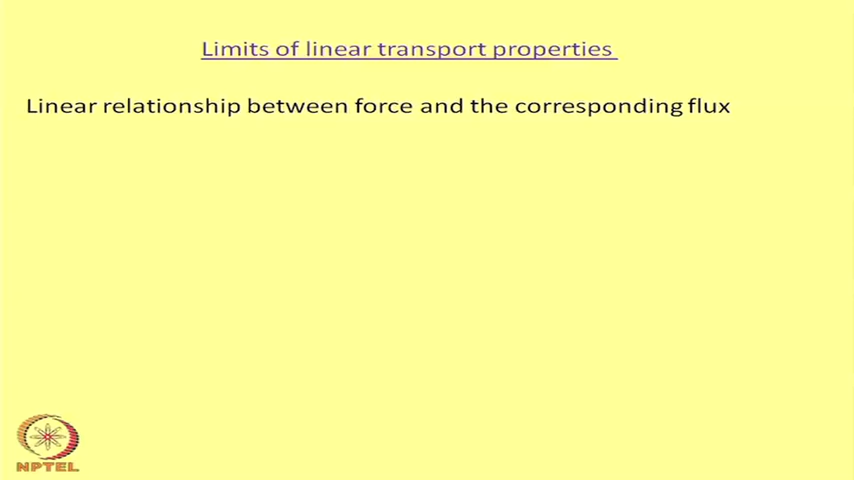 Limits of linear transport properties
Linear relationship between force and the corresponding flux
NPTEL